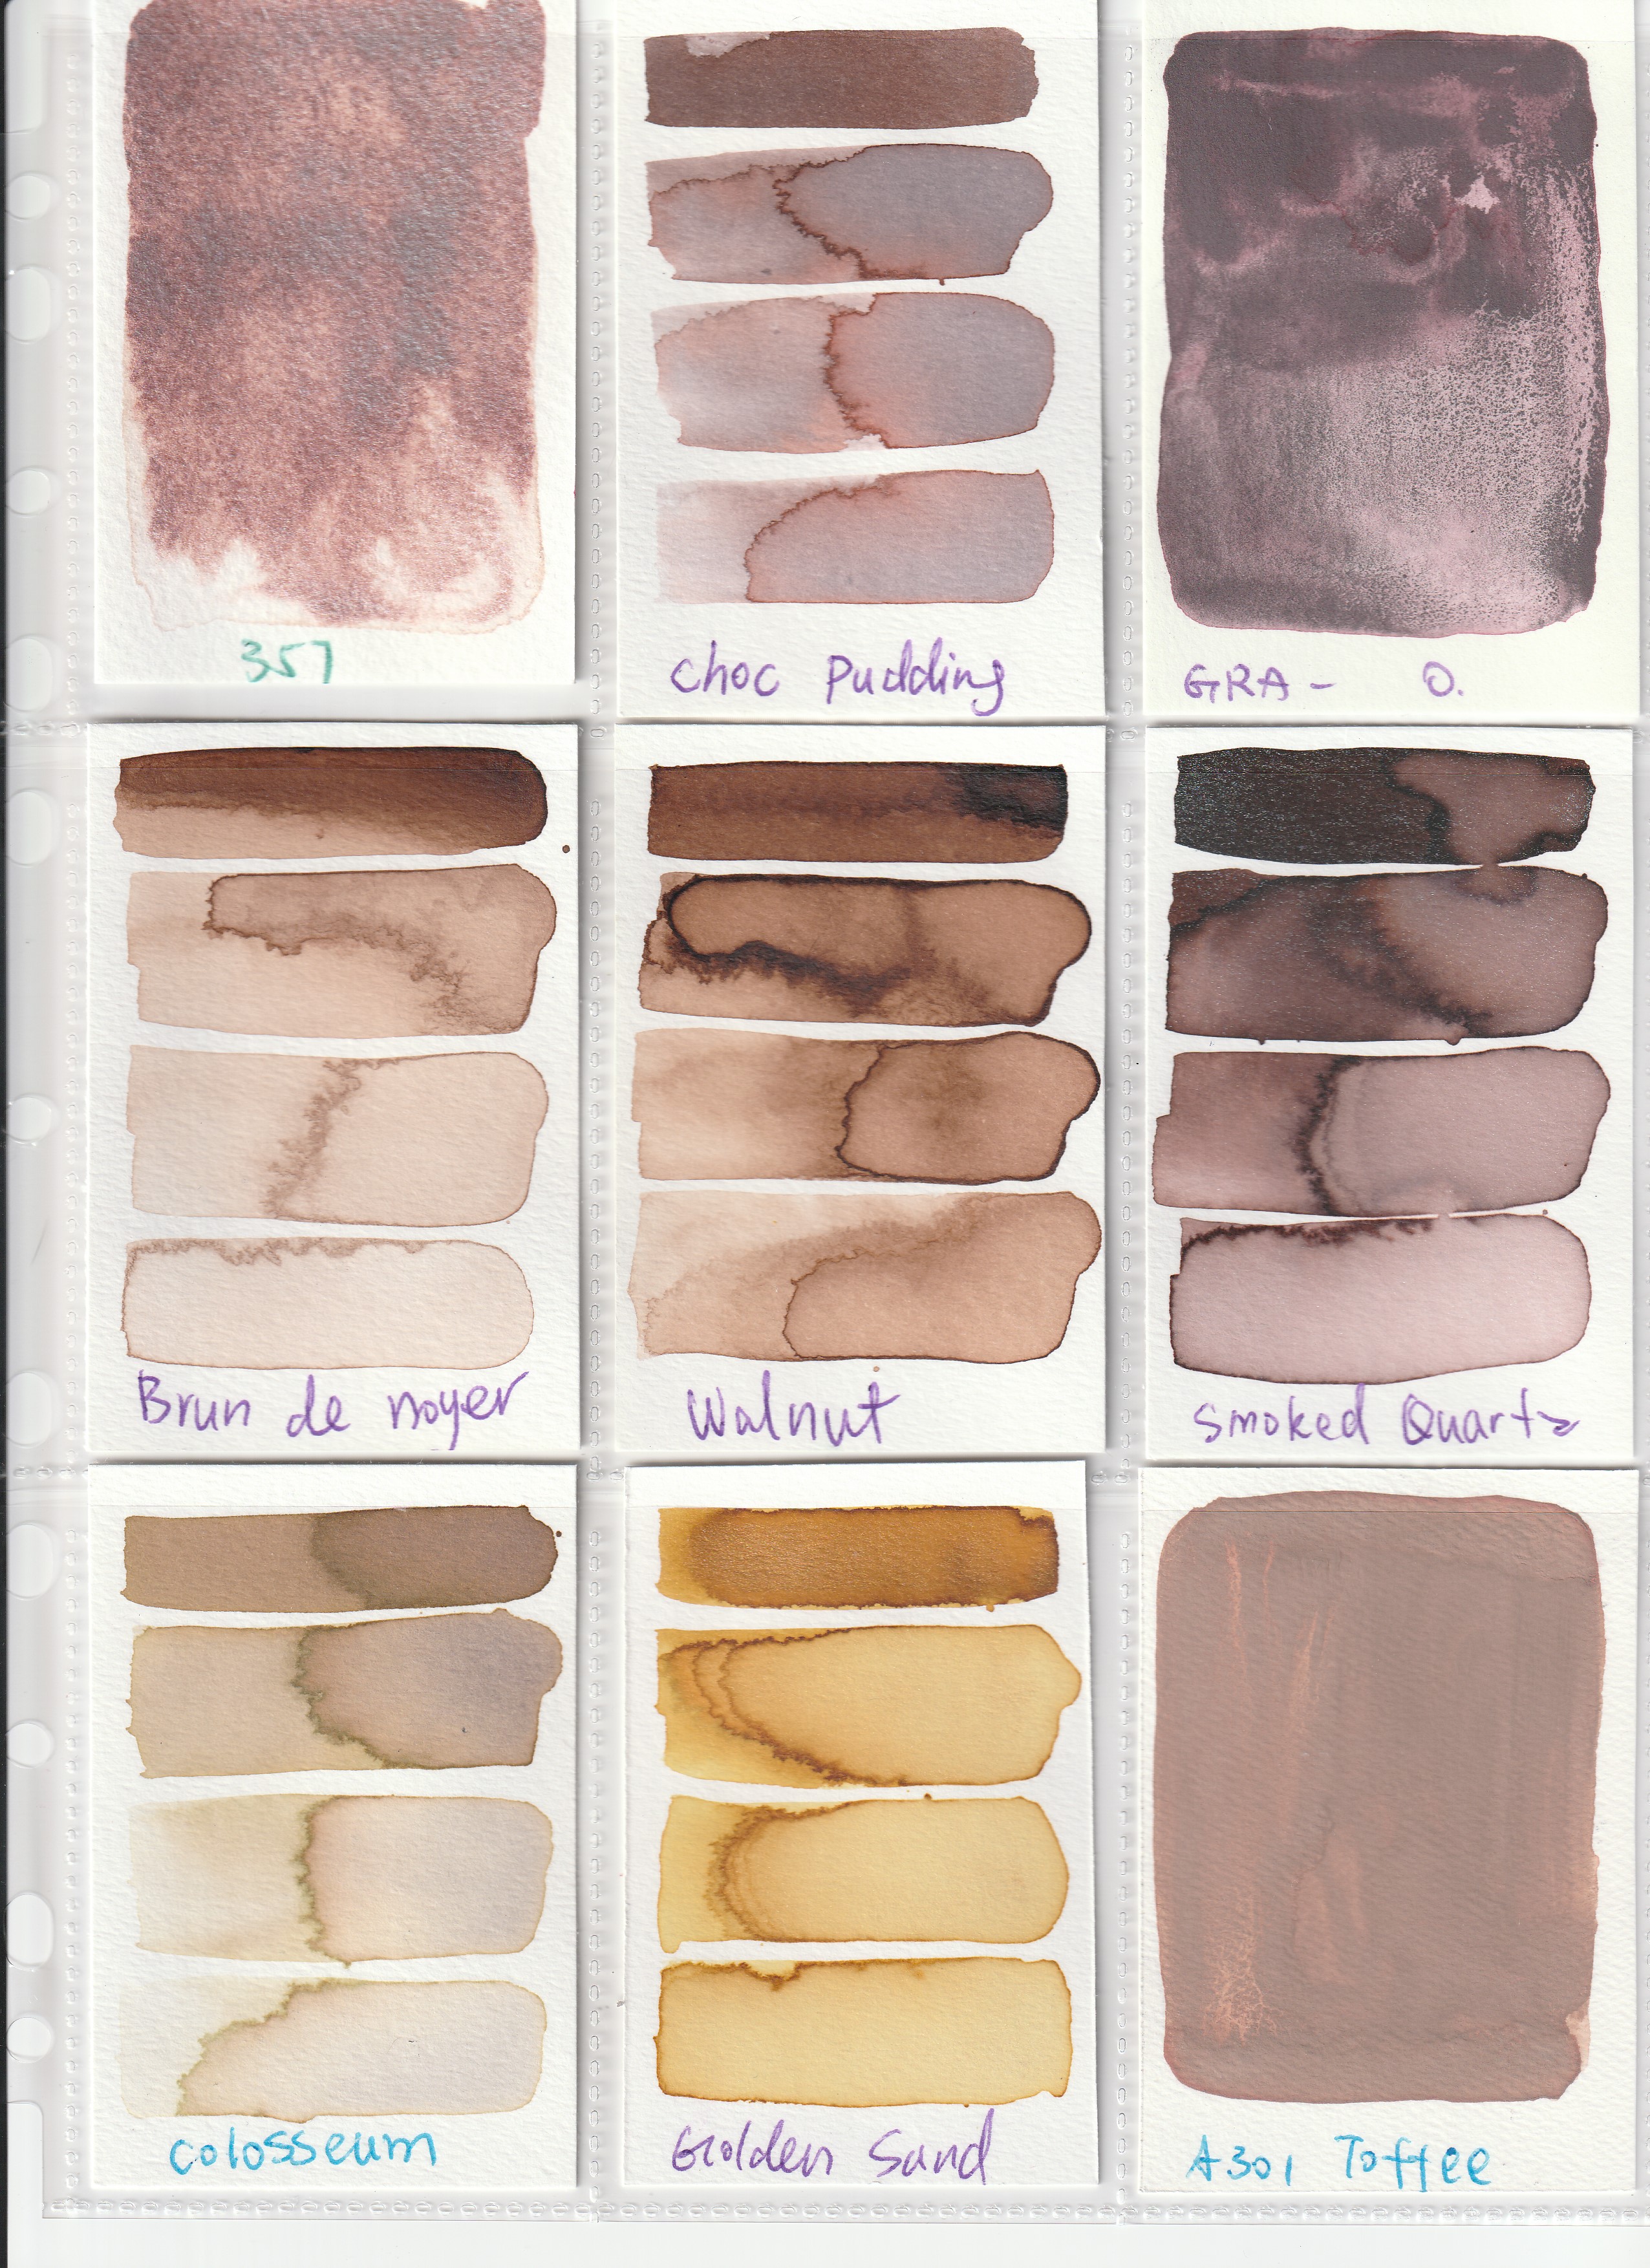 357
choc pudding
GRA- O.
Brun de noyer
Walnut
Smoked Quartz
Colosseum
Golden Sand
A301 Toffee